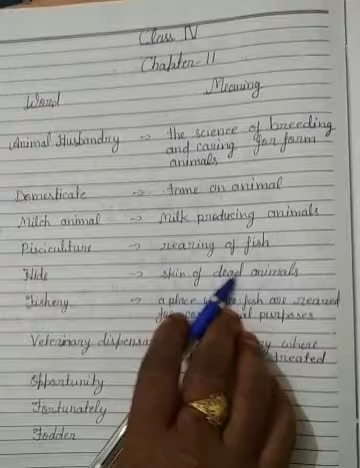 Class IV
Chapter-11
Word Meaning
Animal Husbandry -> the science of breeding
and caring for form
animals
Domesticate -> tame an animal
Milch animal -> Milk producing animals
Pisciculture -> rearing of fish
Hide -> skin of dead animals
Fishery -> a place fish are reared
purposes
Veterinary where
treated
Opportunity
Fortunately
Fodder